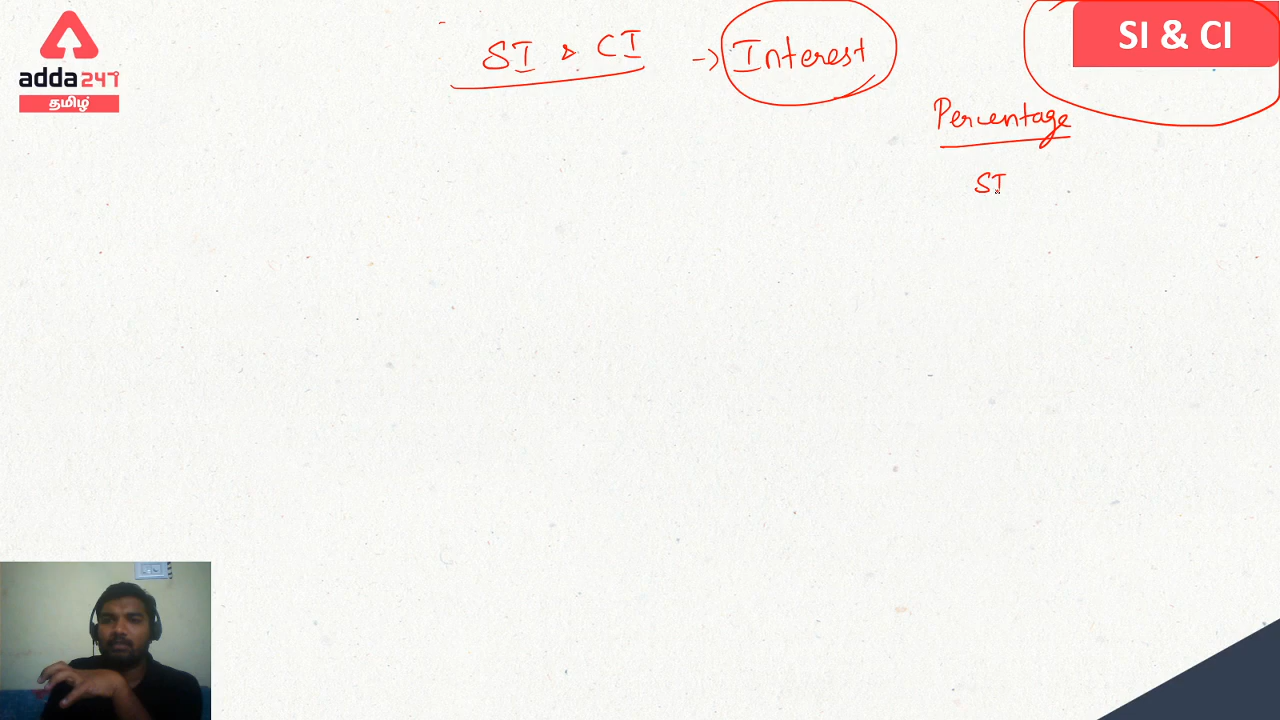 adda247
தமிழ்
SI & CI → Interest
SI & CI
Percentage
SI